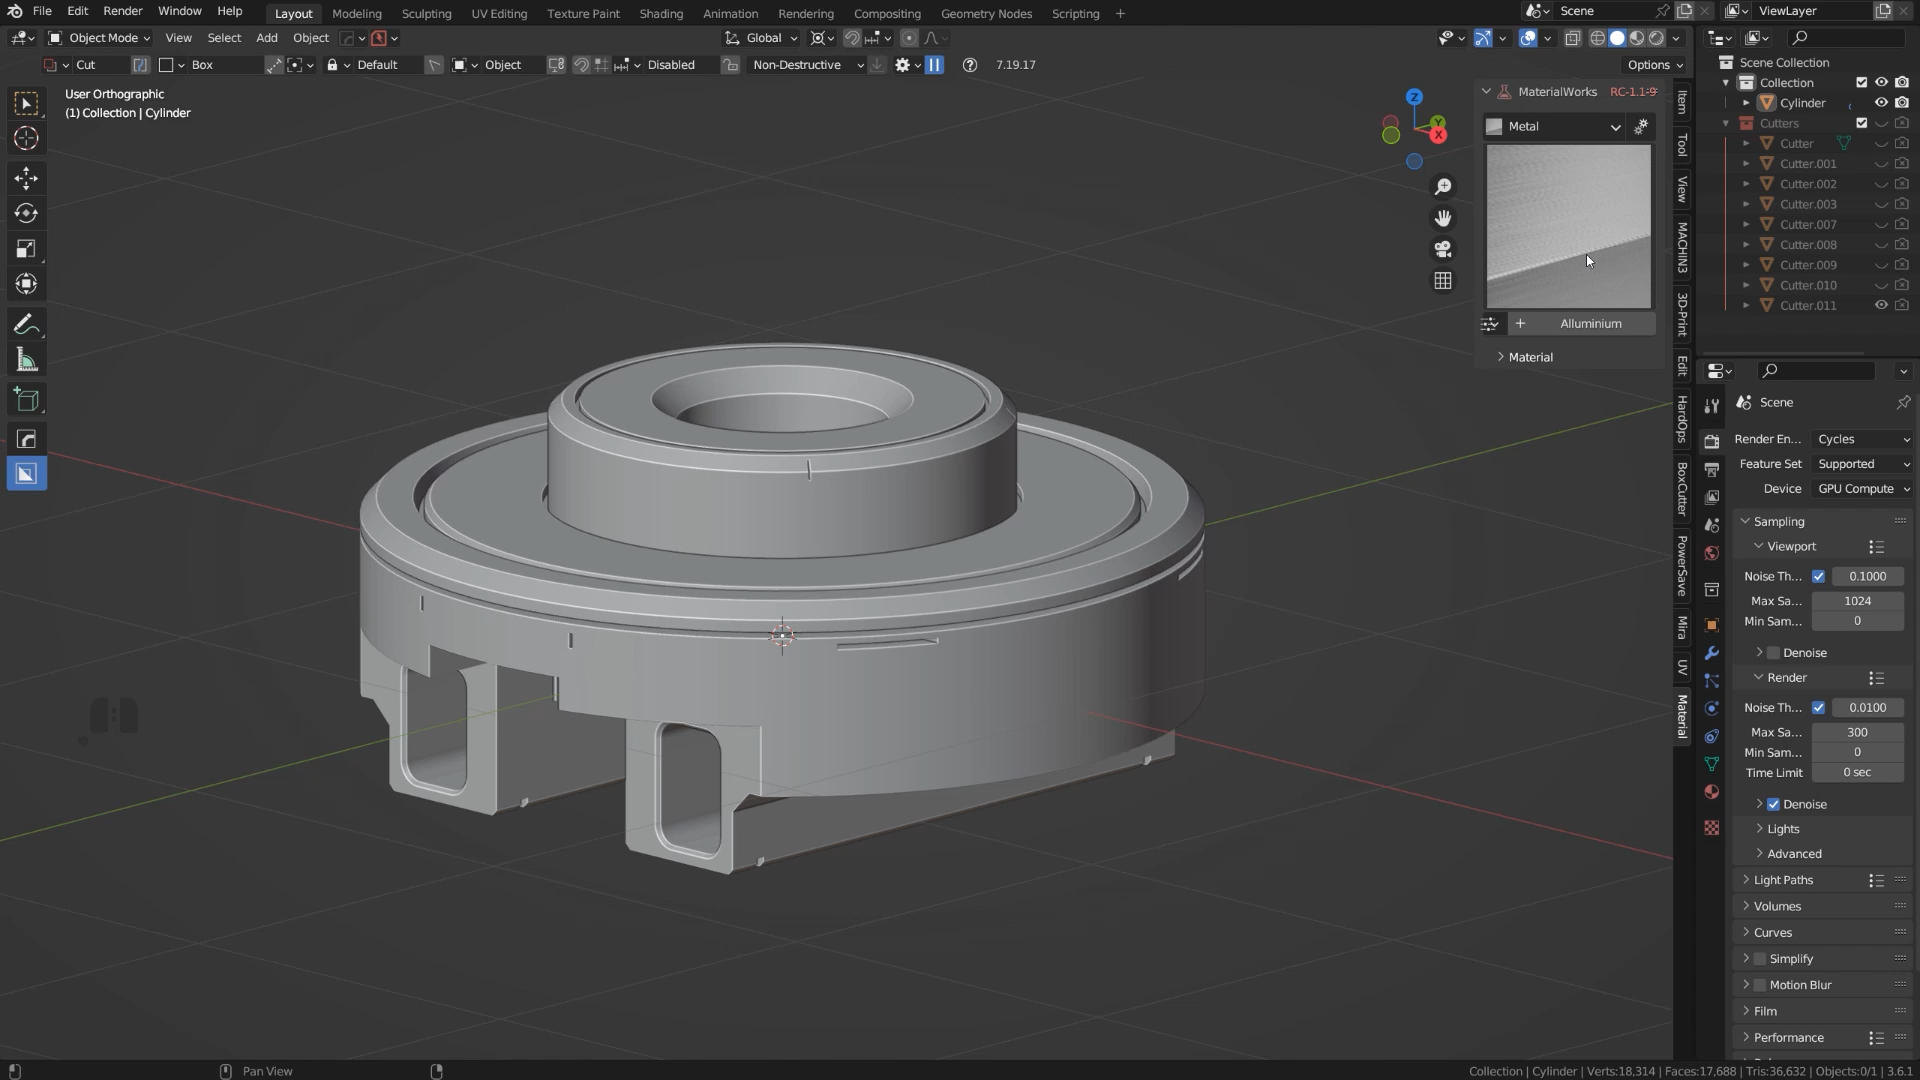 File Edit Render Window Help Layout Modeling Sculpting UV Editing Texture Paint Shading Animation Rendering Compositing Geometry Nodes Scripting + Scene ViewLayer
Object Mode View Select Add Object Global
Cut Box Default Object Disabled Non-Destructive 7.19.17 Options
User Orthographic
(1) Collection | Cylinder
Z
Y
X
MaterialWorks RC-1.1-9
Metal
+ Alluminium
Material
Item
Tool
View
MACHIN3
3D-Print
Edit
HardOps
BoxCutter
PowerSave
Mira
UV
Material
Scene Collection
Collection
Cylinder
Cutters
Cutter
Cutter.001
Cutter.002
Cutter.003
Cutter.007
Cutter.008
Cutter.009
Cutter.010
Cutter.011
Scene
Render En... Cycles
Feature Set Supported
Device GPU Compute
Sampling
Viewport
Noise Th... 0.1000
Max Sa... 1024
Min Sam... 0
Denoise
Render
Noise Th... 0.0100
Max Sa... 300
Min Sam... 0
Time Limit 0 sec
Denoise
Lights
Advanced
Light Paths
Volumes
Curves
Simplify
Motion Blur
Film
Performance
Pan View
Collection | Cylinder | Verts:18,314 | Faces:17,688 | Tris:36,632 | Objects:0/1 | 3.6.1